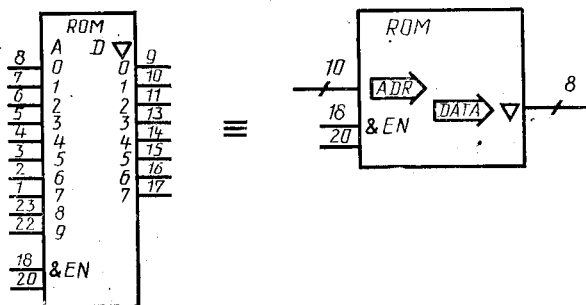 ROM
A D ▽
8 0 0 9
7 1 1 10
6 2 2 11
5 3 3 13
4 4 4 14
3 5 5 15
2 6 6 16
1 7 7 17
23 8
22 9
18 &EN
20
≡
ROM
10 ADR
DATA ▽ 8
18 &EN
20